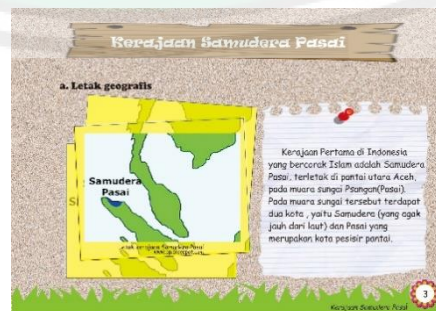 Kerajaan Samudera Pasai
a. Letak geografis
Samudera
Pasai
Kerajaan Pertama di Indonesia
yang bercorak Islam adalah Samudera
Pasai, terletak di pantai utara Aceh,
pada muara sungai Psangan(Pasai).
Pada muara sungai tersebut terdapat
dua kota , yaitu Samudera (yang agak
jauh dari laut) dan Pasai yang
merupakan kota pesisir pantai.
3
Kerajaan Samudera Pasai